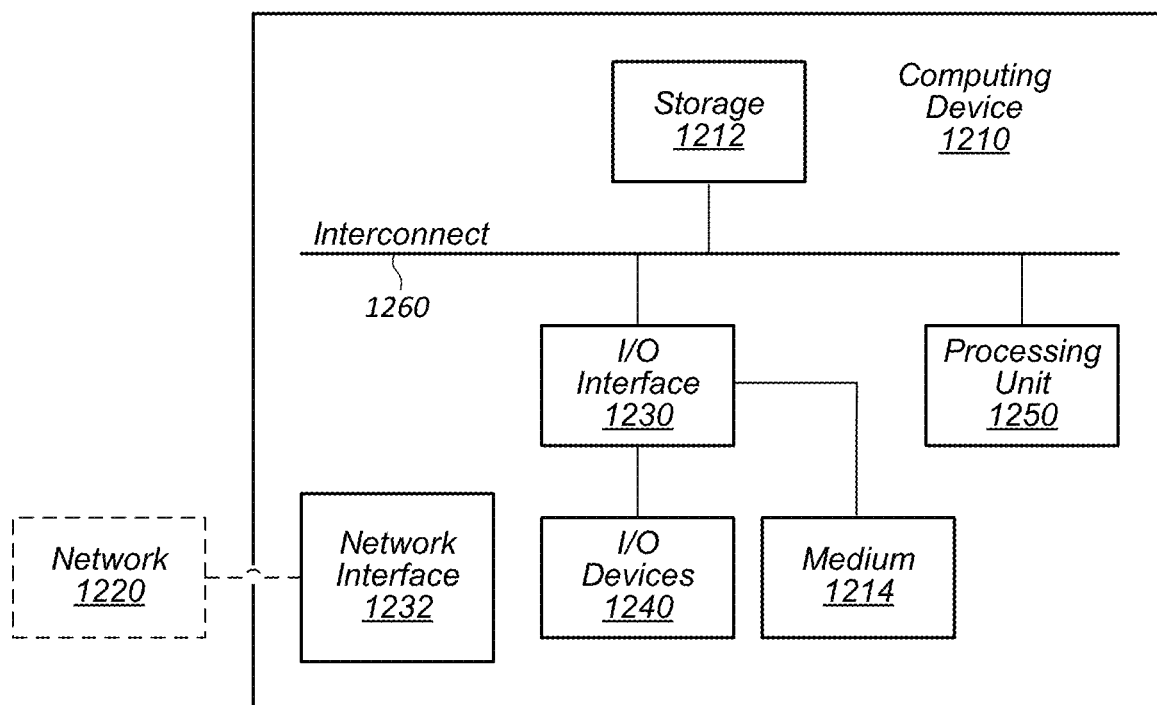 Storage
1212
Computing
Device
1210
Interconnect
1260
I/O
Interface
1230
Processing
Unit
1250
Network
1220
Network
Interface
1232
I/O
Devices
1240
Medium
1214